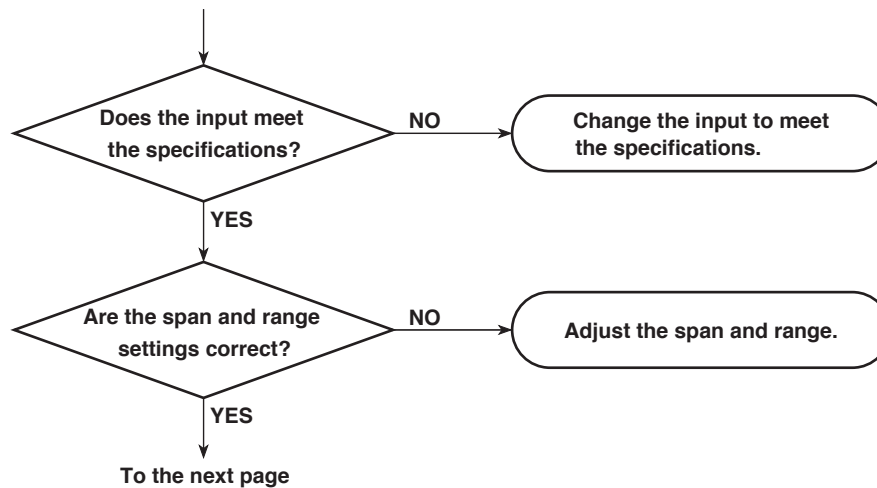 Does the input meet
the specifications?
NO
Change the input to meet
the specifications.
YES
Are the span and range
settings correct?
NO
Adjust the span and range.
YES
To the next page